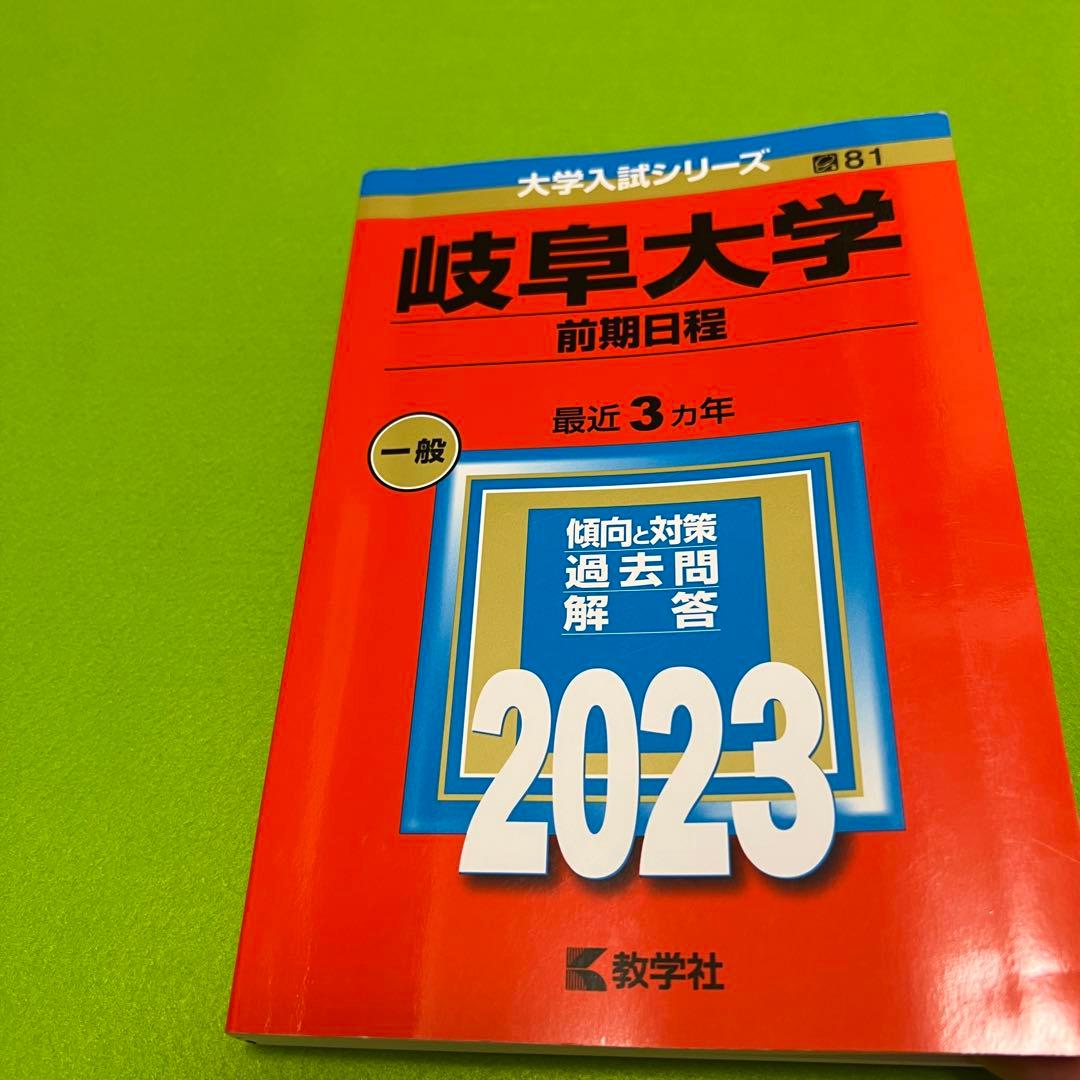 大学入試シリーズ
81
岐阜大学
前期日程
最近3カ年
一般
傾向と対策
過去問
解答
2023
教学社